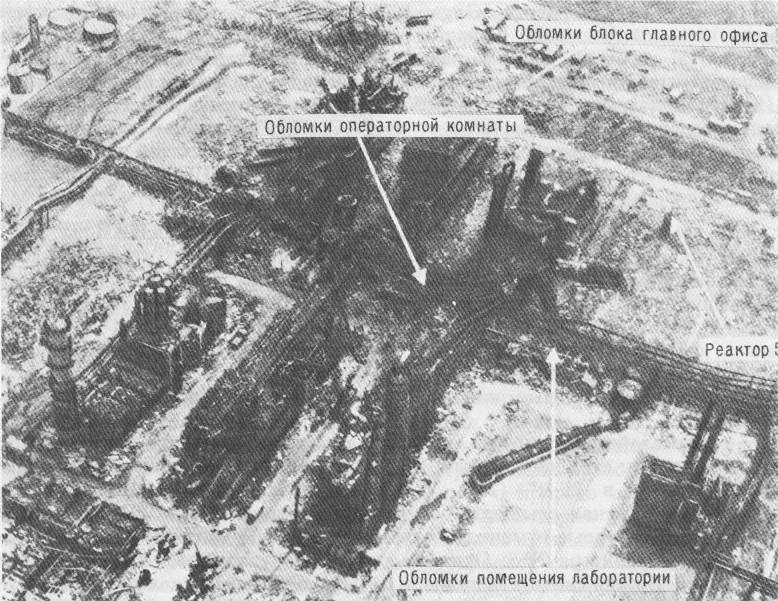 Обломки блока главного офиса
Обломки операторной комнаты
Реактор 5
Обломки помещения лаборатории